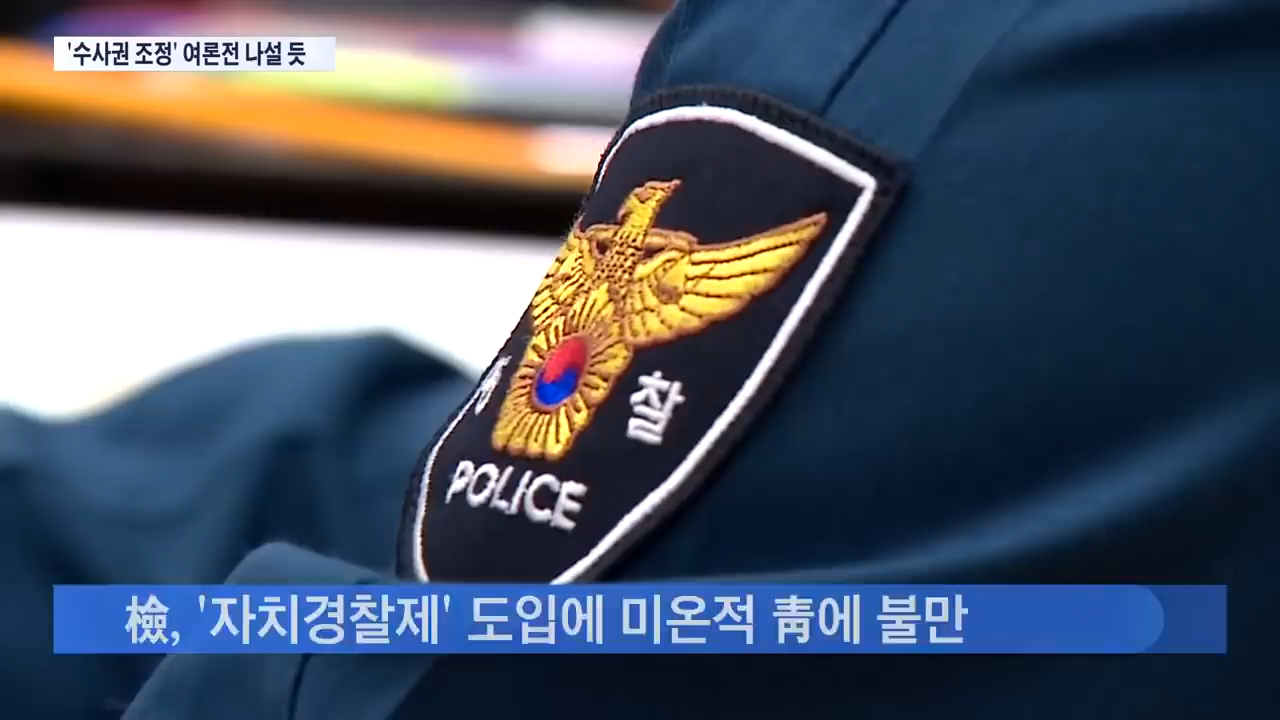 '수사권 조정' 여론전 나설 듯
찰
POLICE
檢, '자치경찰제' 도입에 미온적 靑에 불만